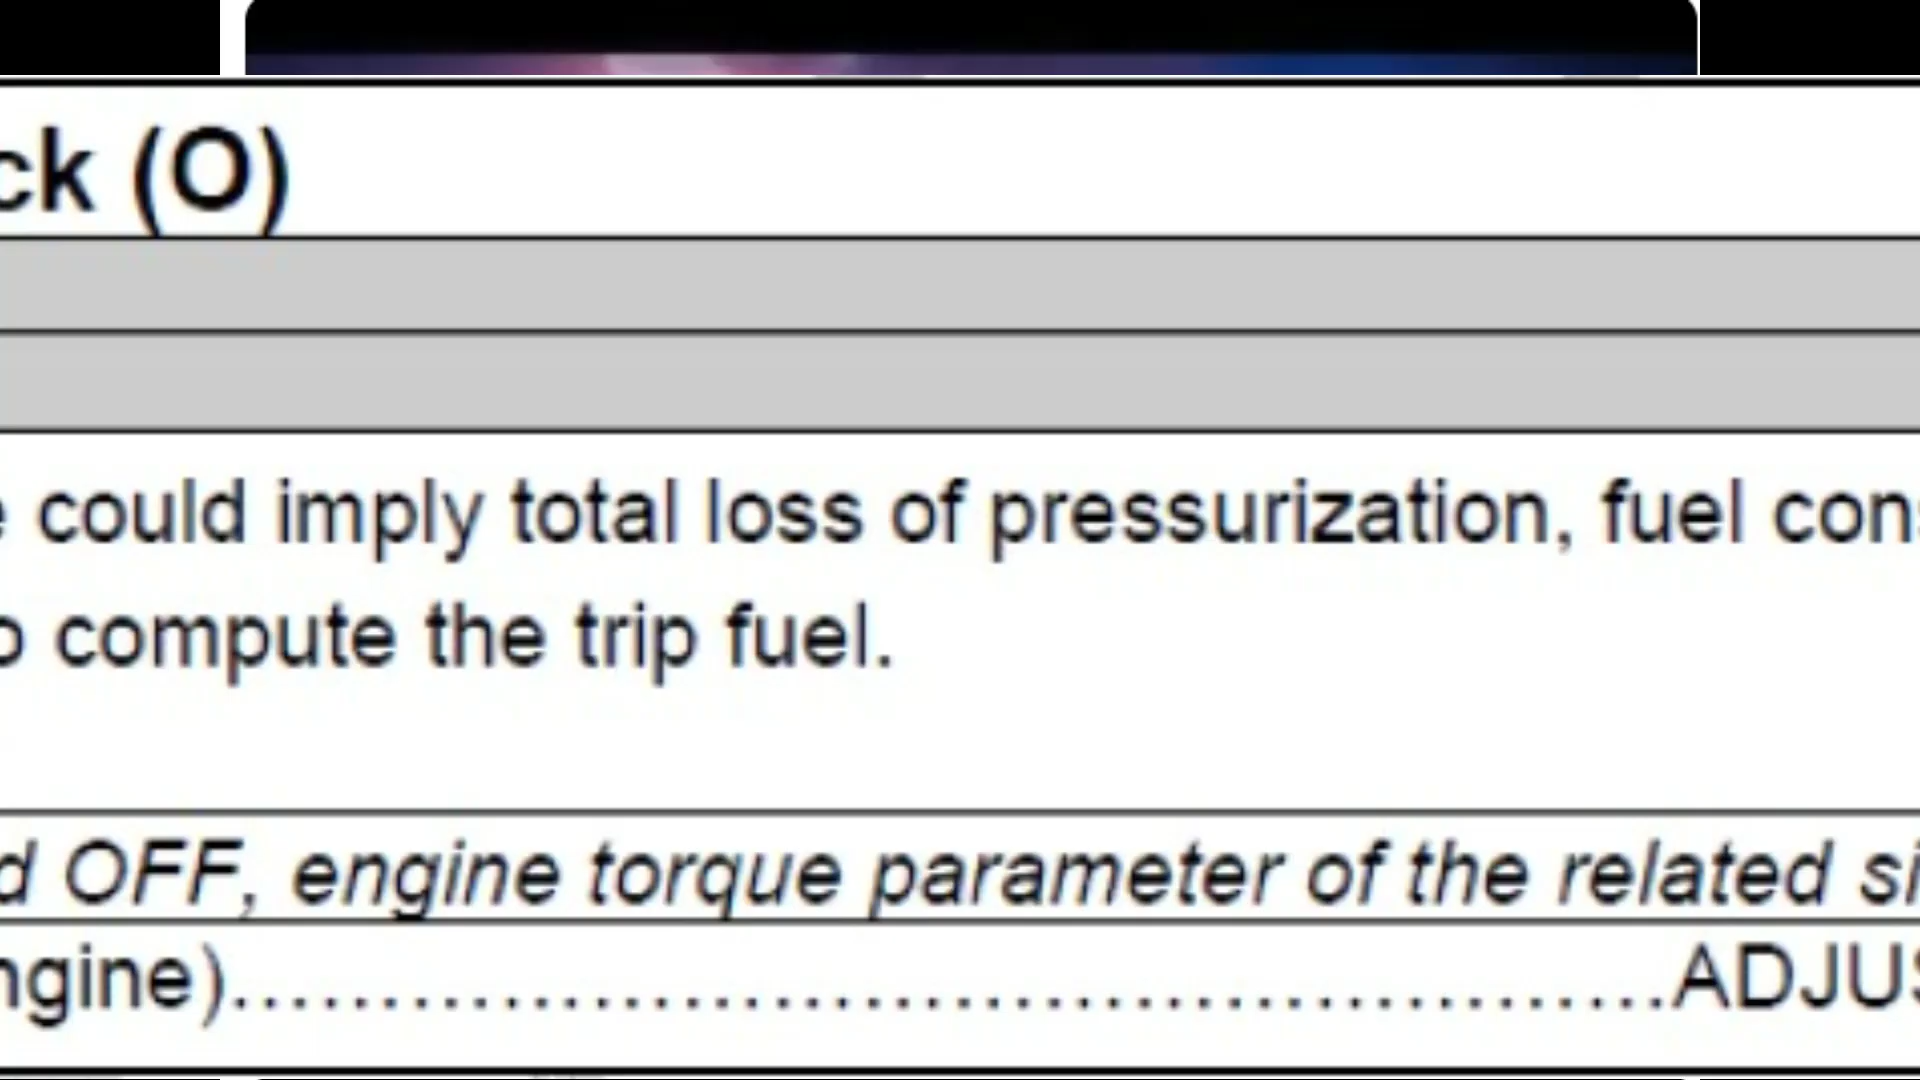 ck (O)
could imply total loss of pressurization, fuel con
compute the trip fuel.
d OFF, engine torque parameter of the related si
ngine)...............................................ADJUS